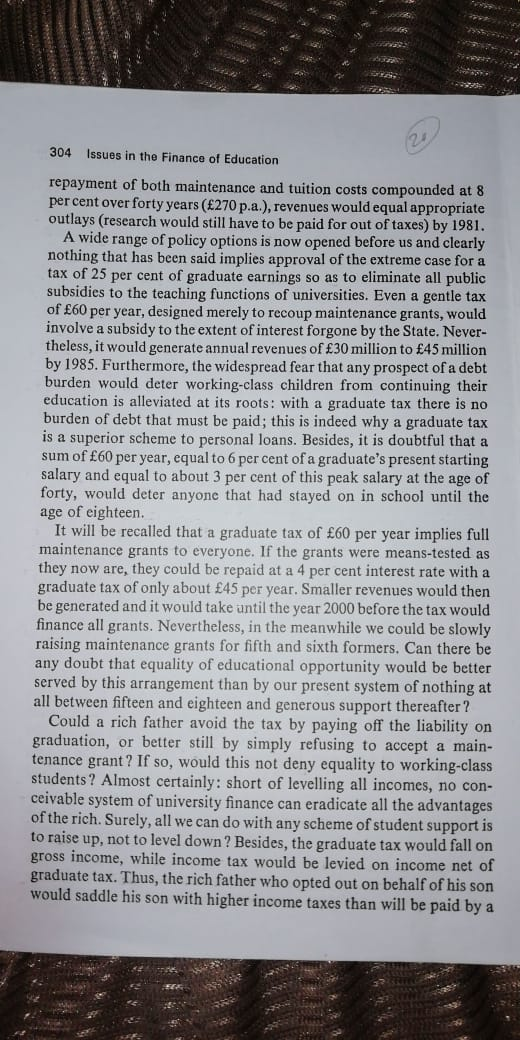 20
304 Issues in the Finance of Education
repayment of both maintenance and tuition costs compounded at 8
per cent over forty years (£270 p.a.), revenues would equal appropriate
outlays (research would still have to be paid for out of taxes) by 1981.
A wide range of policy options is now opened before us and clearly
nothing that has been said implies approval of the extreme case for a
tax of 25 per cent of graduate earnings so as to eliminate all public
subsidies to the teaching functions of universities. Even a gentle tax
of £60 per year, designed merely to recoup maintenance grants, would
involve a subsidy to the extent of interest forgone by the State. Never-
theless, it would generate annual revenues of £30 million to £45 million
by 1985. Furthermore, the widespread fear that any prospect of a debt
burden would deter working-class children from continuing their
education is alleviated at its roots: with a graduate tax there is no
burden of debt that must be paid; this is indeed why a graduate tax
is a superior scheme to personal loans. Besides, it is doubtful that a
sum of £60 per year, equal to 6 per cent of a graduate's present starting
salary and equal to about 3 per cent of this peak salary at the age of
forty, would deter anyone that had stayed on in school until the
age of eighteen.
It will be recalled that a graduate tax of £60 per year implies full
maintenance grants to everyone. If the grants were means-tested as
they now are, they could be repaid at a 4 per cent interest rate with a
graduate tax of only about £45 per year. Smaller revenues would then
be generated and it would take until the year 2000 before the tax would
finance all grants. Nevertheless, in the meanwhile we could be slowly
raising maintenance grants for fifth and sixth formers. Can there be
any doubt that equality of educational opportunity would be better
served by this arrangement than by our present system of nothing at
all between fifteen and eighteen and generous support thereafter?
Could a rich father avoid the tax by paying off the liability on
graduation, or better still by simply refusing to accept a main-
tenance grant? If so, would this not deny equality to working-class
students? Almost certainly: short of levelling all incomes, no con-
ceivable system of university finance can eradicate all the advantages
of the rich. Surely, all we can do with any scheme of student support is
to raise up, not to level down? Besides, the graduate tax would fall on
gross income, while income tax would be levied on income net of
graduate tax. Thus, the rich father who opted out on behalf of his son
would saddle his son with higher income taxes than will be paid by a